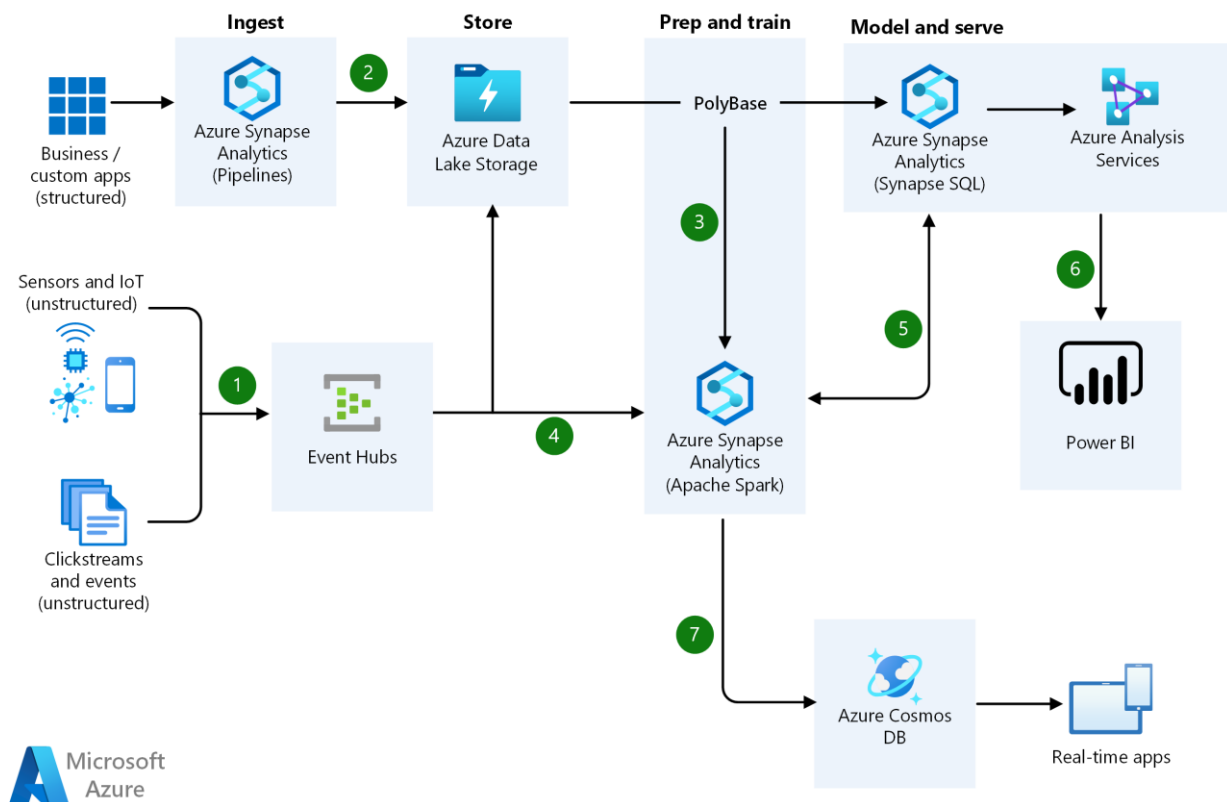 Ingest
Store
Prep and train
Model and serve
2
Azure Synapse
Analytics
(Pipelines)
Azure Data
Lake Storage
PolyBase
Azure Synapse
Analytics
(Synapse SQL)
Azure Analysis
Services
Business /
custom apps
(structured)
3
Sensors and IoT
(unstructured)
6
5
1
Event Hubs
4
Azure Synapse
Analytics
(Apache Spark)
Power BI
Clickstreams
and events
(unstructured)
7
Azure Cosmos
DB
Real-time apps
Microsoft
Azure